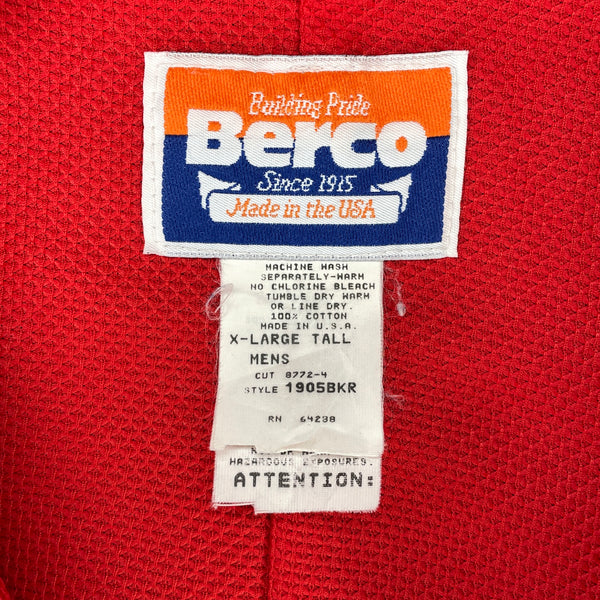 Building Pride
Berco
Since 1915
Made in the USA
MACHINE WASH
SEPARATELY-WARM
NO CHLORINE BLEACH
TUMBLE DRY WARM
OR LINE DRY.
100% COTTON
MADE IN U.S.A.
X-LARGE TALL
MENS
CUT 8772-4
STYLE 1905BKR
RN 64238
HAZARDOUS EXPOSURES.
ATTENTION: